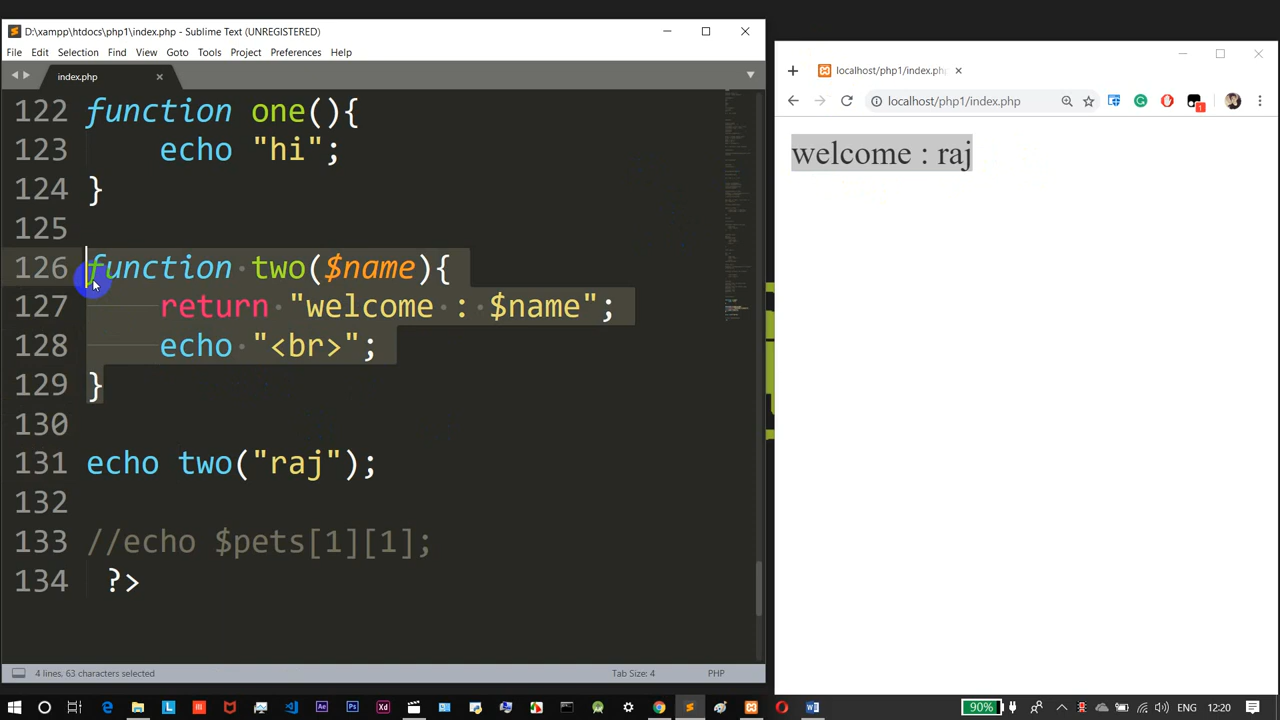 D:\xampp\htdocs\php1\index.php - Sublime Text (UNREGISTERED)
File Edit Selection Find View Goto Tools Project Preferences Help
index.php
122 function one(){
123 echo "hi";
124 }
125
126 function two($name){
127 return "welcome : $name";
128 echo "<br>";
129 }
130
131 echo two("raj");
132
133 //echo $pets[1][1];
134 ?>
4 lines, 63 characters selected
Tab Size: 4
PHP
localhost/php1/index.ph
localhost/php1/index.php
1
welcome : raj
90%
ENG
12:20